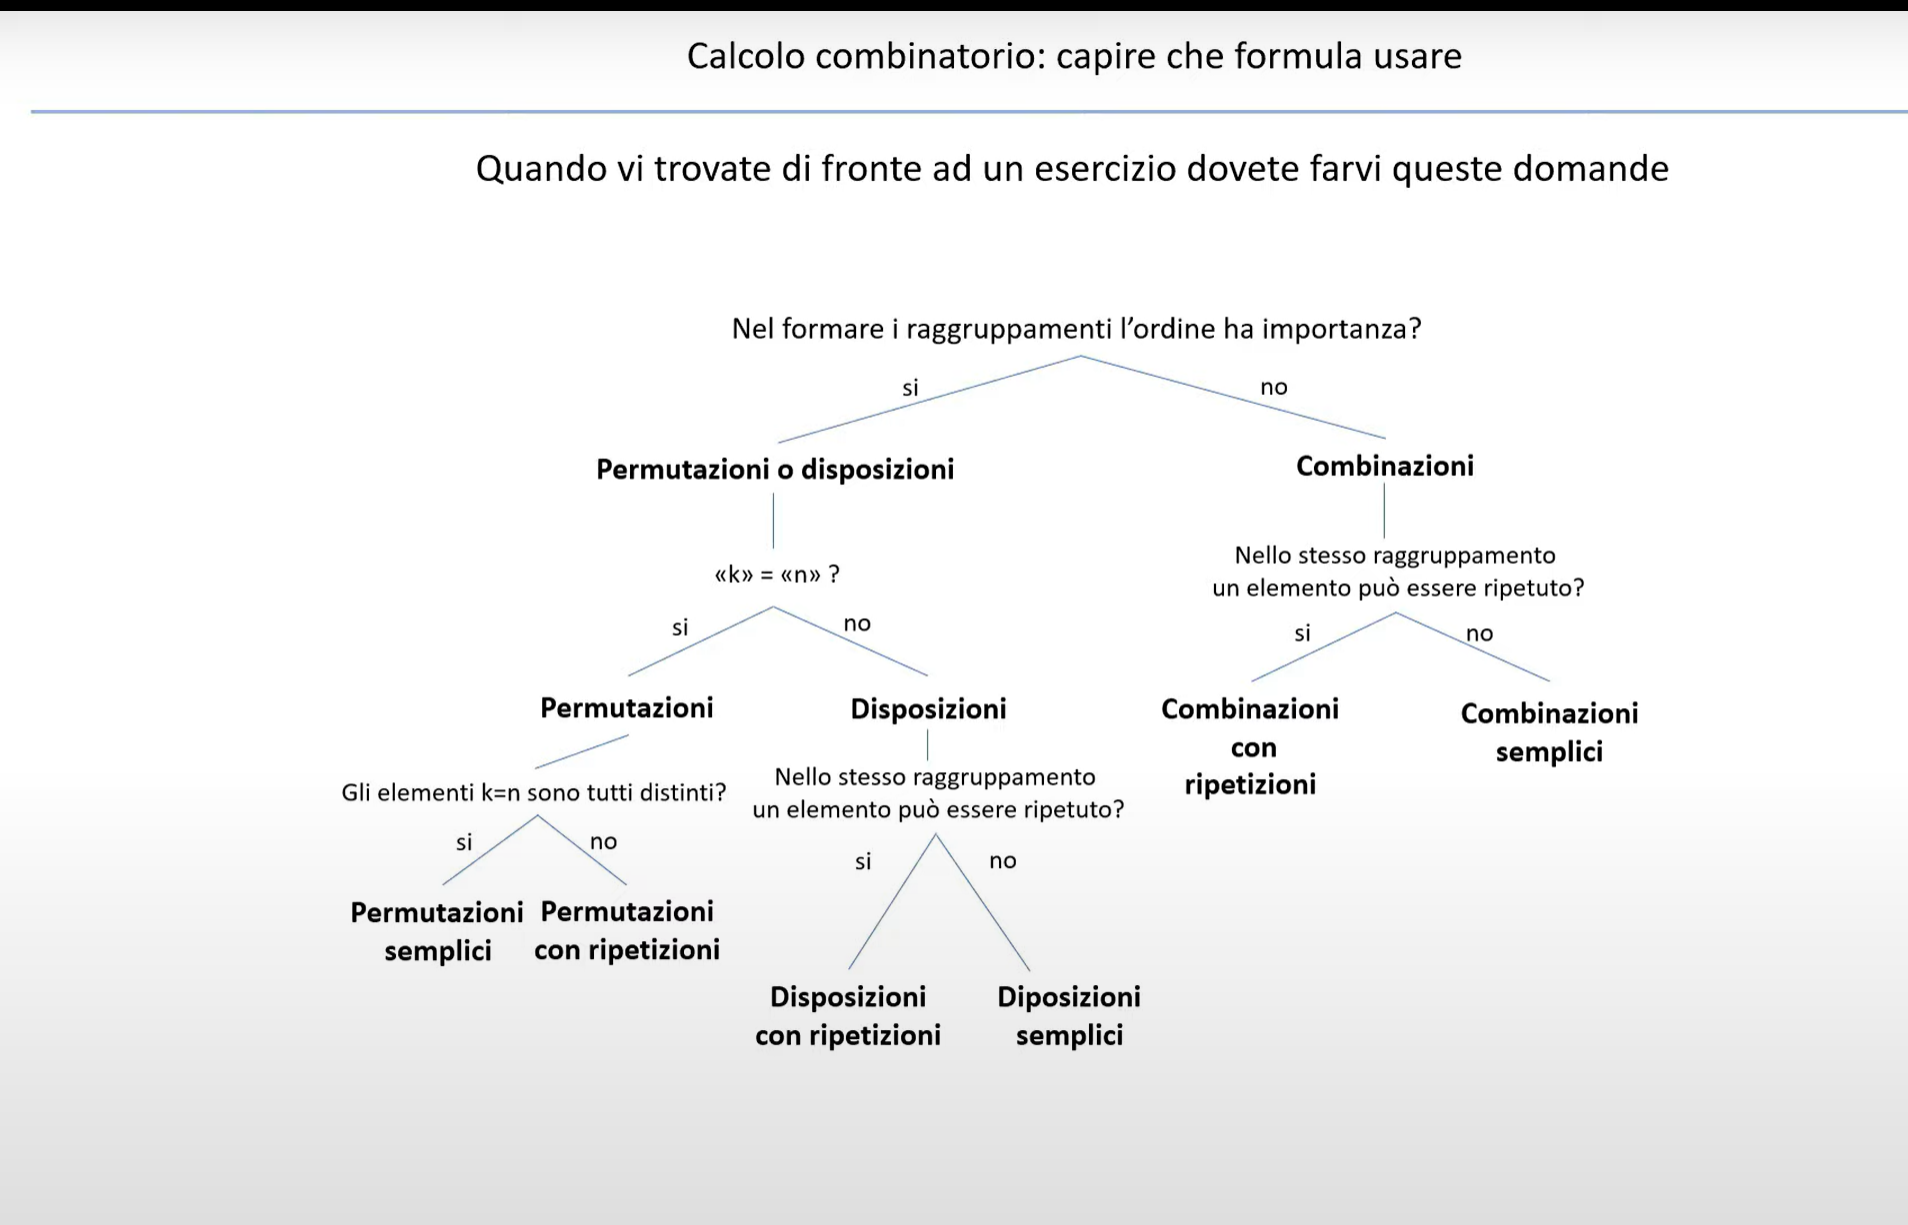 Calcolo combinatorio: capire che formula usare
Quando vi trovate di fronte ad un esercizio dovete farvi queste domande
Nel formare i raggruppamenti l’ordine ha importanza?
si
no
Permutazioni o disposizioni
Combinazioni
«k» = «n» ?
Nello stesso raggruppamento
un elemento può essere ripetuto?
si
no
si
no
Permutazioni
Disposizioni
Combinazioni
con
ripetizioni
Combinazioni
semplici
Gli elementi k=n sono tutti distinti?
Nello stesso raggruppamento
un elemento può essere ripetuto?
si
no
si
no
Permutazioni
semplici
Permutazioni
con ripetizioni
Disposizioni
con ripetizioni
Diposizioni
semplici